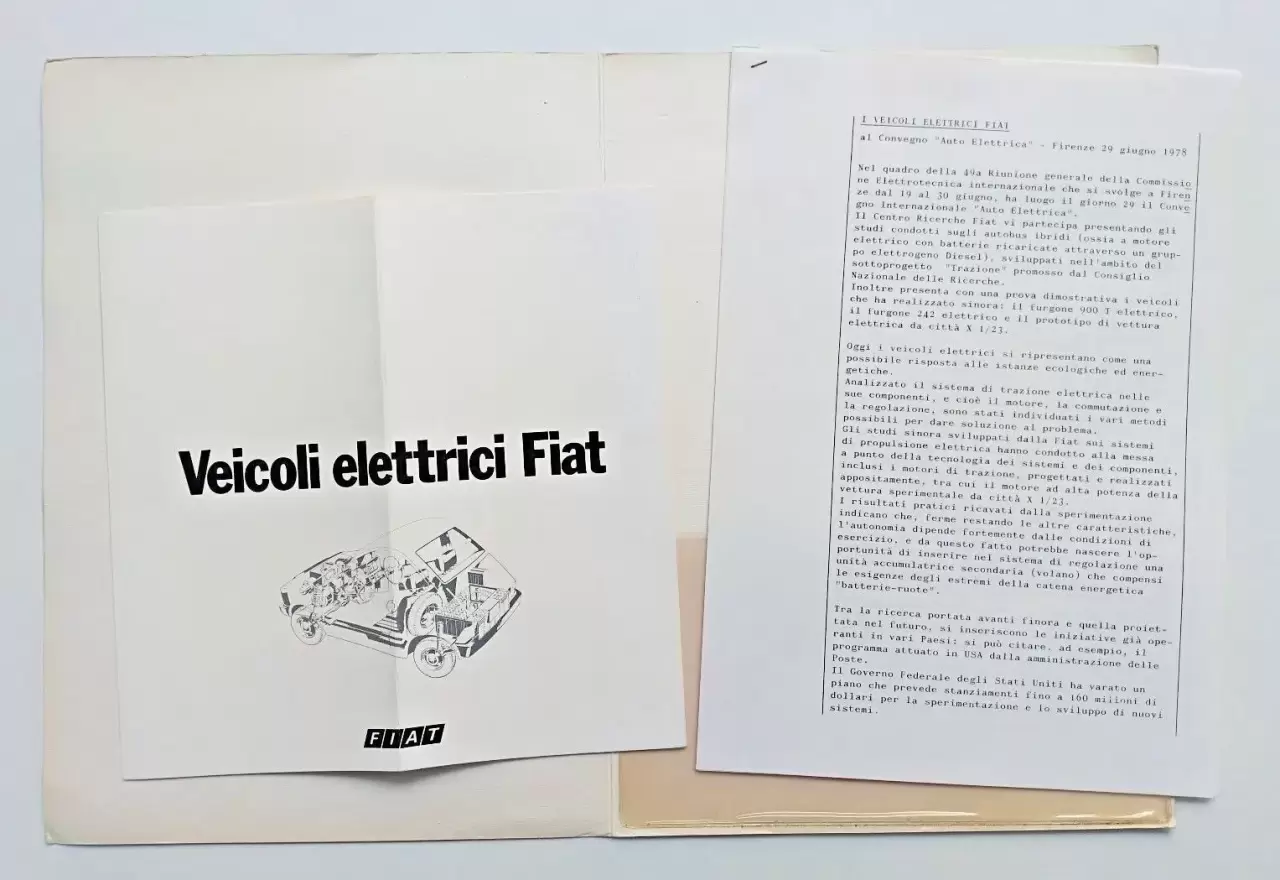 Veicoli elettrici Fiat
FIAT
I VEICOLI ELETTRICI FIAT
al Convegno "Auto Elettrica" - Firenze 29 giugno 1978
Nel quadro della 49a Riunione generale della Commissio
ne Elettrotecnica internazionale che si svolge a Firen
ze dal 19 al 30 giugno, ha luogo il giorno 29 il Conve
gno Internazionale "Auto Elettrica".
Il Centro Ricerche Fiat vi partecipa presentando gli
studi condotti sugli autobus ibridi (ossia a motore
elettrico con batterie ricaricate attraverso un grup-
po elettrogeno Diesel), sviluppati nell'ambito del
sottoprogetto "Trazione" promosso dal Consiglio
Nazionale delle Ricerche.
Inoltre presenta con una prova dimostrativa i veicoli
che ha realizzato sinora: il furgone 900 T elettrico,
il furgone 242 elettrico e il prototipo di vettura
elettrica da città X 1/23.
Oggi i veicoli elettrici si ripresentano come una
possibile risposta alle istanze ecologiche ed ener-
getiche.
Analizzato il sistema di trazione elettrica nelle
sue componenti, e cioè il motore, la commutazione e
la regolazione, sono stati individuati i vari metodi
possibili per dare soluzione al problema.
Gli studi sinora sviluppati dalla Fiat sui sistemi
di propulsione elettrica hanno condotto alla messa
a punto della tecnologia dei sistemi e dei componenti,
inclusi i motori di trazione, progettati e realizzati
appositamente, tra cui il motore ad alta potenza della
vettura sperimentale da città X 1/23.
I risultati pratici ricavati dalla sperimentazione
indicano che, ferme restando le altre caratteristiche,
l'autonomia dipende fortemente dalle condizioni di
esercizio, e da questo fatto potrebbe nascere l'op-
portunità di inserire nel sistema di regolazione una
unità accumulatrice secondaria (volano) che compensi
le esigenze degli estremi della catena energetica
"batterie-ruote".
Tra la ricerca portata avanti finora e quella proiet-
tata nel futuro, si inseriscono le iniziative già ope-
ranti in vari Paesi: si può citare, ad esempio, il
programma attuato in USA dalla amministrazione delle
Poste.
Il Governo Federale degli Stati Uniti ha varato un
piano che prevede stanziamenti fino a 160 milioni di
dollari per la sperimentazione e lo sviluppo di nuovi
sistemi.